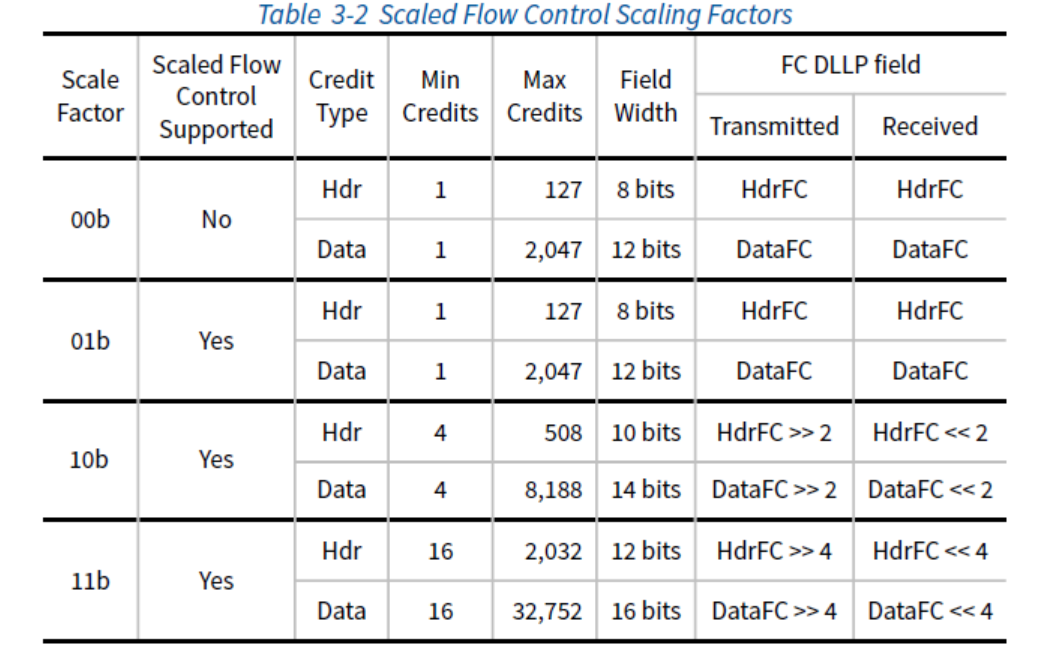 Table 3-2 Scaled Flow Control Scaling Factors
Scale Factor | Scaled Flow Control Supported | Credit Type | Min Credits | Max Credits | Field Width | FC DLLP field
Transmitted | Received
00b | No | Hdr | 1 | 127 | 8 bits | HdrFC | HdrFC
Data | 1 | 2,047 | 12 bits | DataFC | DataFC
01b | Yes | Hdr | 1 | 127 | 8 bits | HdrFC | HdrFC
Data | 1 | 2,047 | 12 bits | DataFC | DataFC
10b | Yes | Hdr | 4 | 508 | 10 bits | HdrFC >> 2 | HdrFC << 2
Data | 4 | 8,188 | 14 bits | DataFC >> 2 | DataFC << 2
11b | Yes | Hdr | 16 | 2,032 | 12 bits | HdrFC >> 4 | HdrFC << 4
Data | 16 | 32,752 | 16 bits | DataFC >> 4 | DataFC << 4